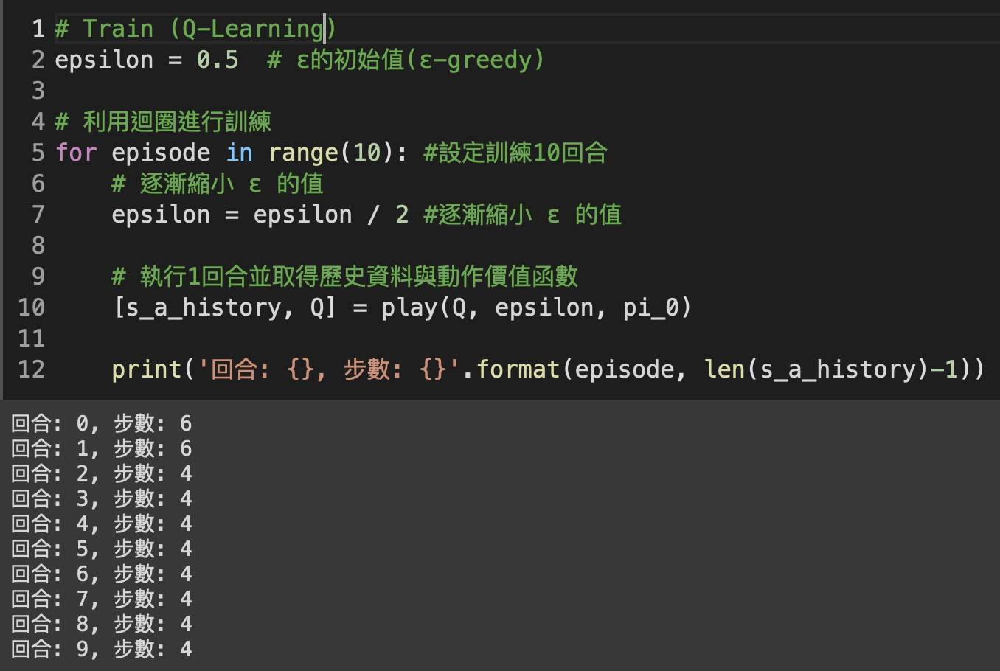 1 # Train (Q-Learning)
2 epsilon = 0.5  # ε的初始值(ε-greedy)
3
4 # 利用迴圈進行訓練
5 for episode in range(10): #設定訓練10回合
6     # 逐漸縮小 ε 的值
7     epsilon = epsilon / 2 #逐漸縮小 ε 的值
8
9     # 執行1回合並取得歷史資料與動作價值函數
10     [s_a_history, Q] = play(Q, epsilon, pi_0)
11
12     print('回合: {}, 步數: {}'.format(episode, len(s_a_history)-1))
回合: 0, 步數: 6
回合: 1, 步數: 6
回合: 2, 步數: 4
回合: 3, 步數: 4
回合: 4, 步數: 4
回合: 5, 步數: 4
回合: 6, 步數: 4
回合: 7, 步數: 4
回合: 8, 步數: 4
回合: 9, 步數: 4